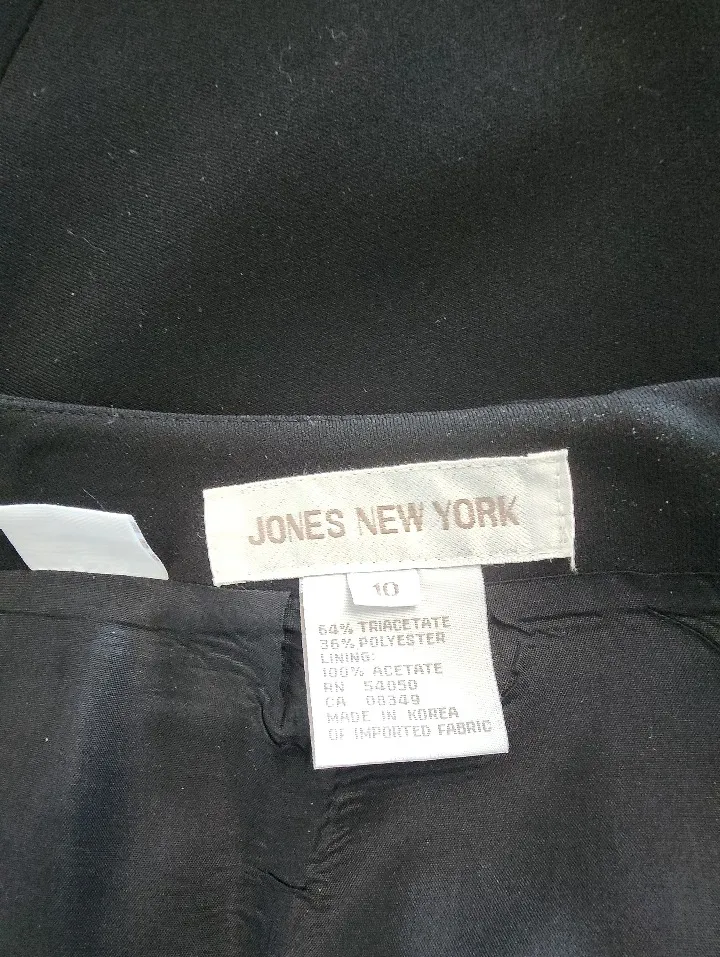 JONES NEW YORK
10
64% TRIACETATE
36% POLYESTER
LINING:
100% ACETATE
RN 54050
CA 08349
MADE IN KOREA
OF IMPORTED FABRIC